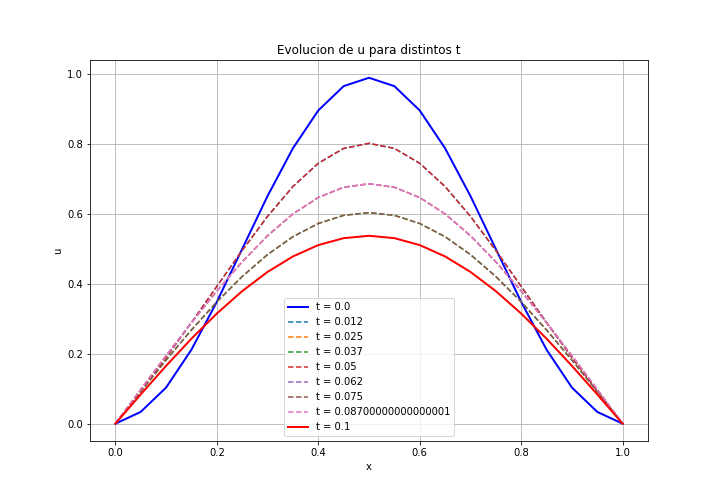 Evolucion de u para distintos t
1.0
0.8
0.6
0.4
0.2
0.0
u
t = 0.0
t = 0.012
t = 0.025
t = 0.037
t = 0.05
t = 0.062
t = 0.075
t = 0.08700000000000001
t = 0.1
0.0
0.2
0.4
0.6
0.8
1.0
x